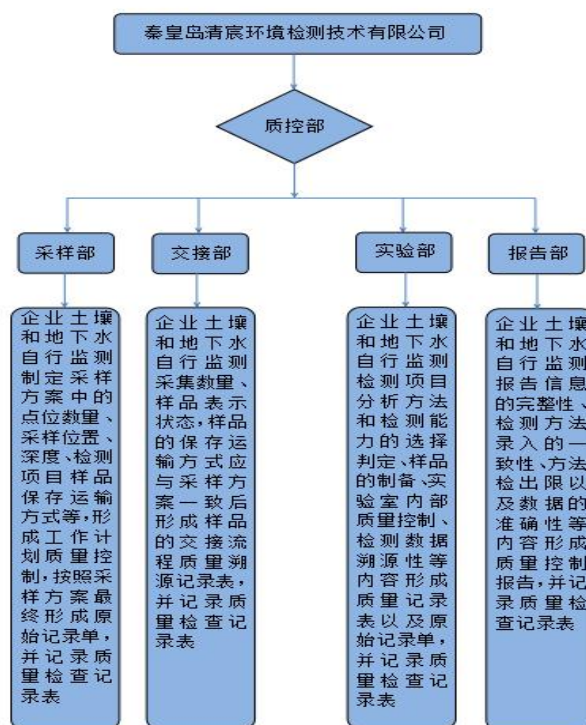 秦皇岛清宸环境检测技术有限公司
质控部
采样部
交接部
实验部
报告部
企业土壤
和地下水
自行监测
制定采样
方案中的
点位数量、
采样位置、
深度、检测
项目样品
保存运输
方式等，形
成工作计
划质量控
制，按照采
样方案最
终形成原
始记录单，
并记录质
量检查记
录表
企业土壤
和地下水
自行监测
采集数量、
样品表示
状态，样品
的保存运
输方式应
与采样方
案一致后
形成样品
的交接流
程质量溯
源记录表，
并记录质
量检查记
录表
企业土壤
和地下水
自行监测
检测项目
分析方法
和检测能
力的选择
判定、样品
的制备、实
验室内部
质量控制、
检测数据
溯源性等
内容形成
质量记录
表以及原
始记录单，
并记录质
量检查记
录表
企业土壤
和地下水
自行监测
报告信息
的完整性、
检测方法
录入的一
致性、方法
检出限以
及数据的
准确性等
内容形成
质量控制
报告，并记
录质量检
查记录表